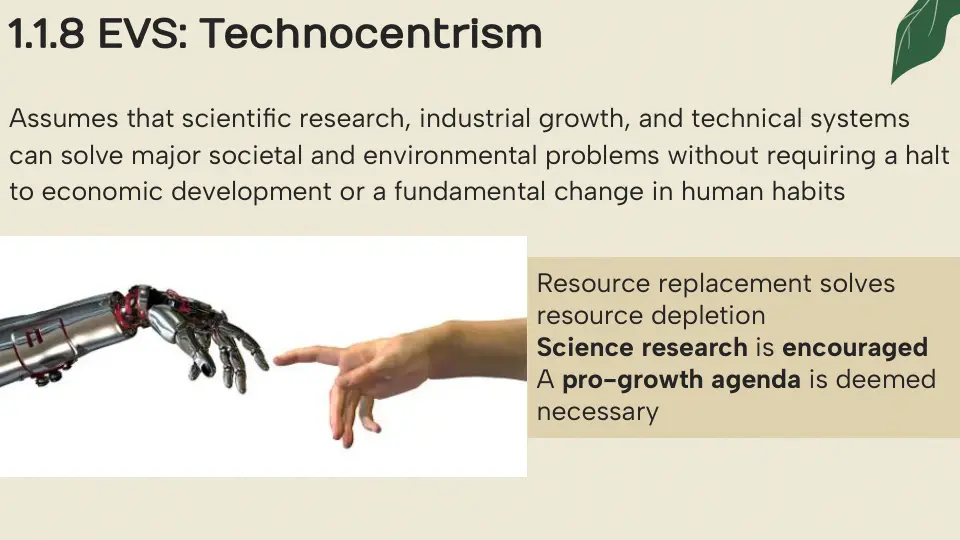 1.1.8 EVS: Technocentrism
Assumes that scientific research, industrial growth, and technical systems
can solve major societal and environmental problems without requiring a halt
to economic development or a fundamental change in human habits
Resource replacement solves
resource depletion
Science research is encouraged
A pro-growth agenda is deemed
necessary